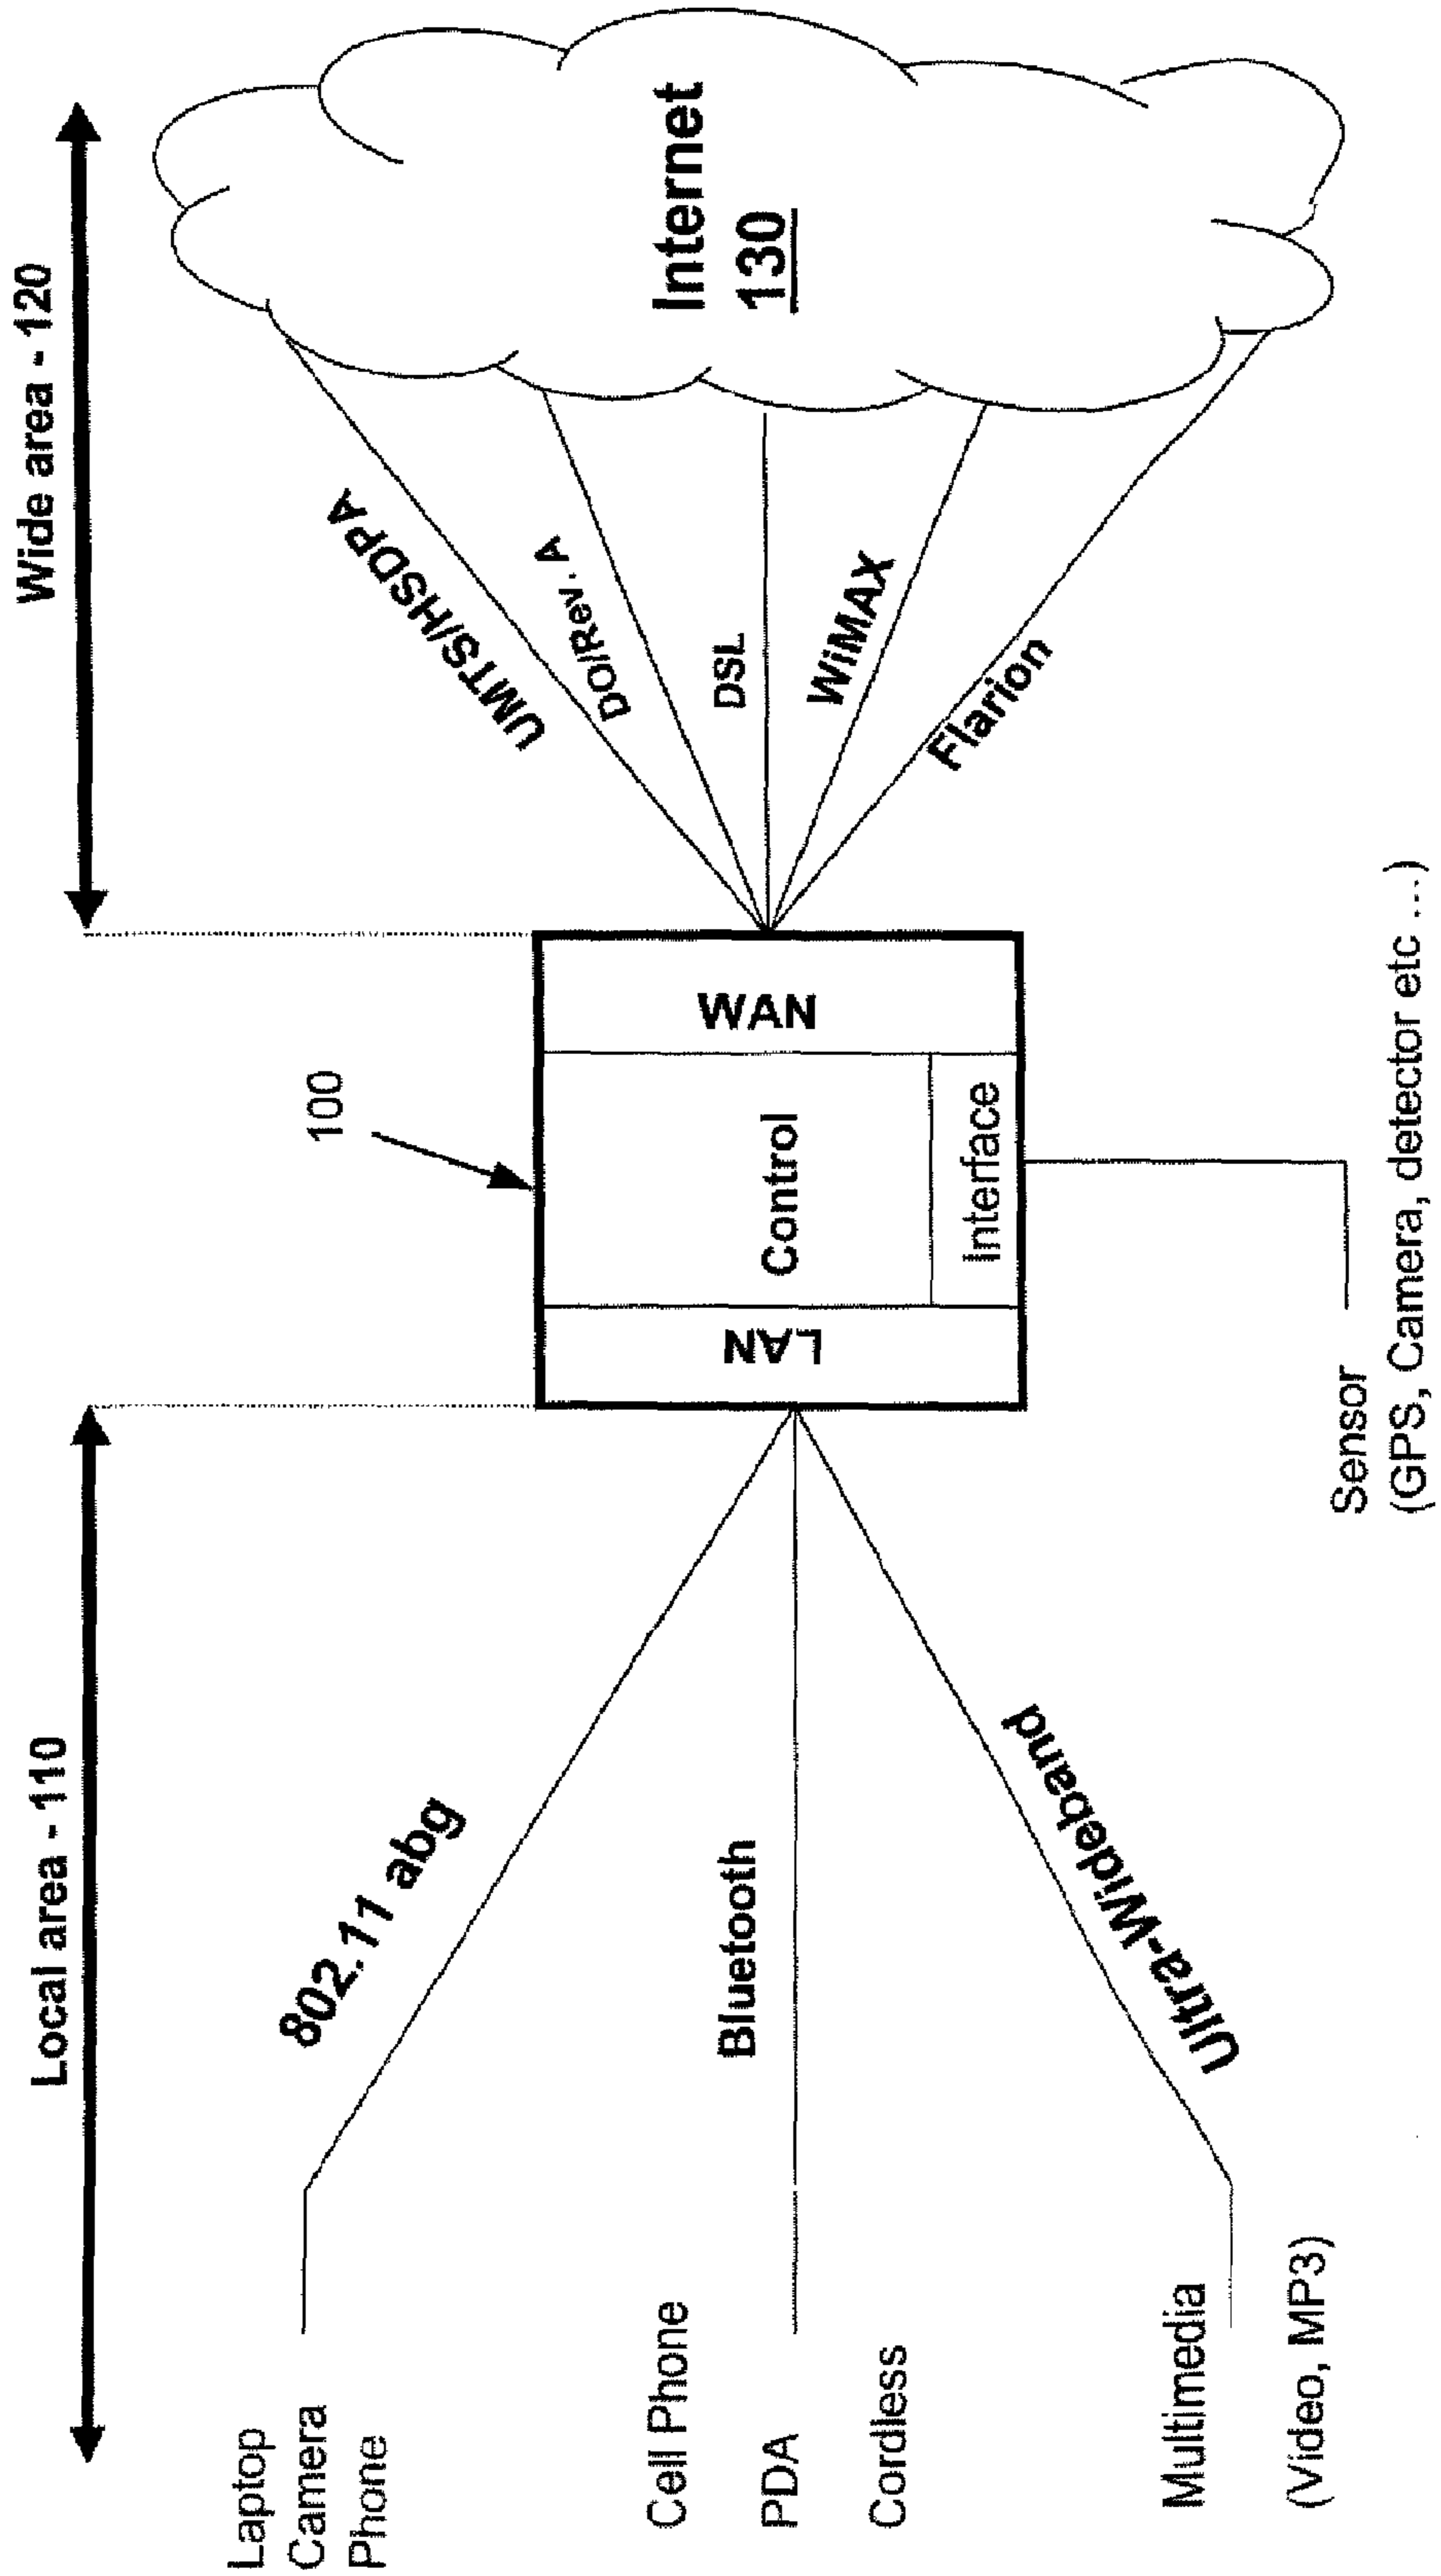 Local area - 110
Wide area - 120
Laptop
Camera
Phone
802.11 abg
Cell Phone
PDA
Cordless
Bluetooth
Multimedia
(Video, MP3)
Ultra-Wideband
100
LAN
Control
Interface
WAN
Sensor
(GPS, Camera, detector etc ...)
UMTS/HSDPA
DO/Rev. A
DSL
WiMAX
Flarion
Internet
130